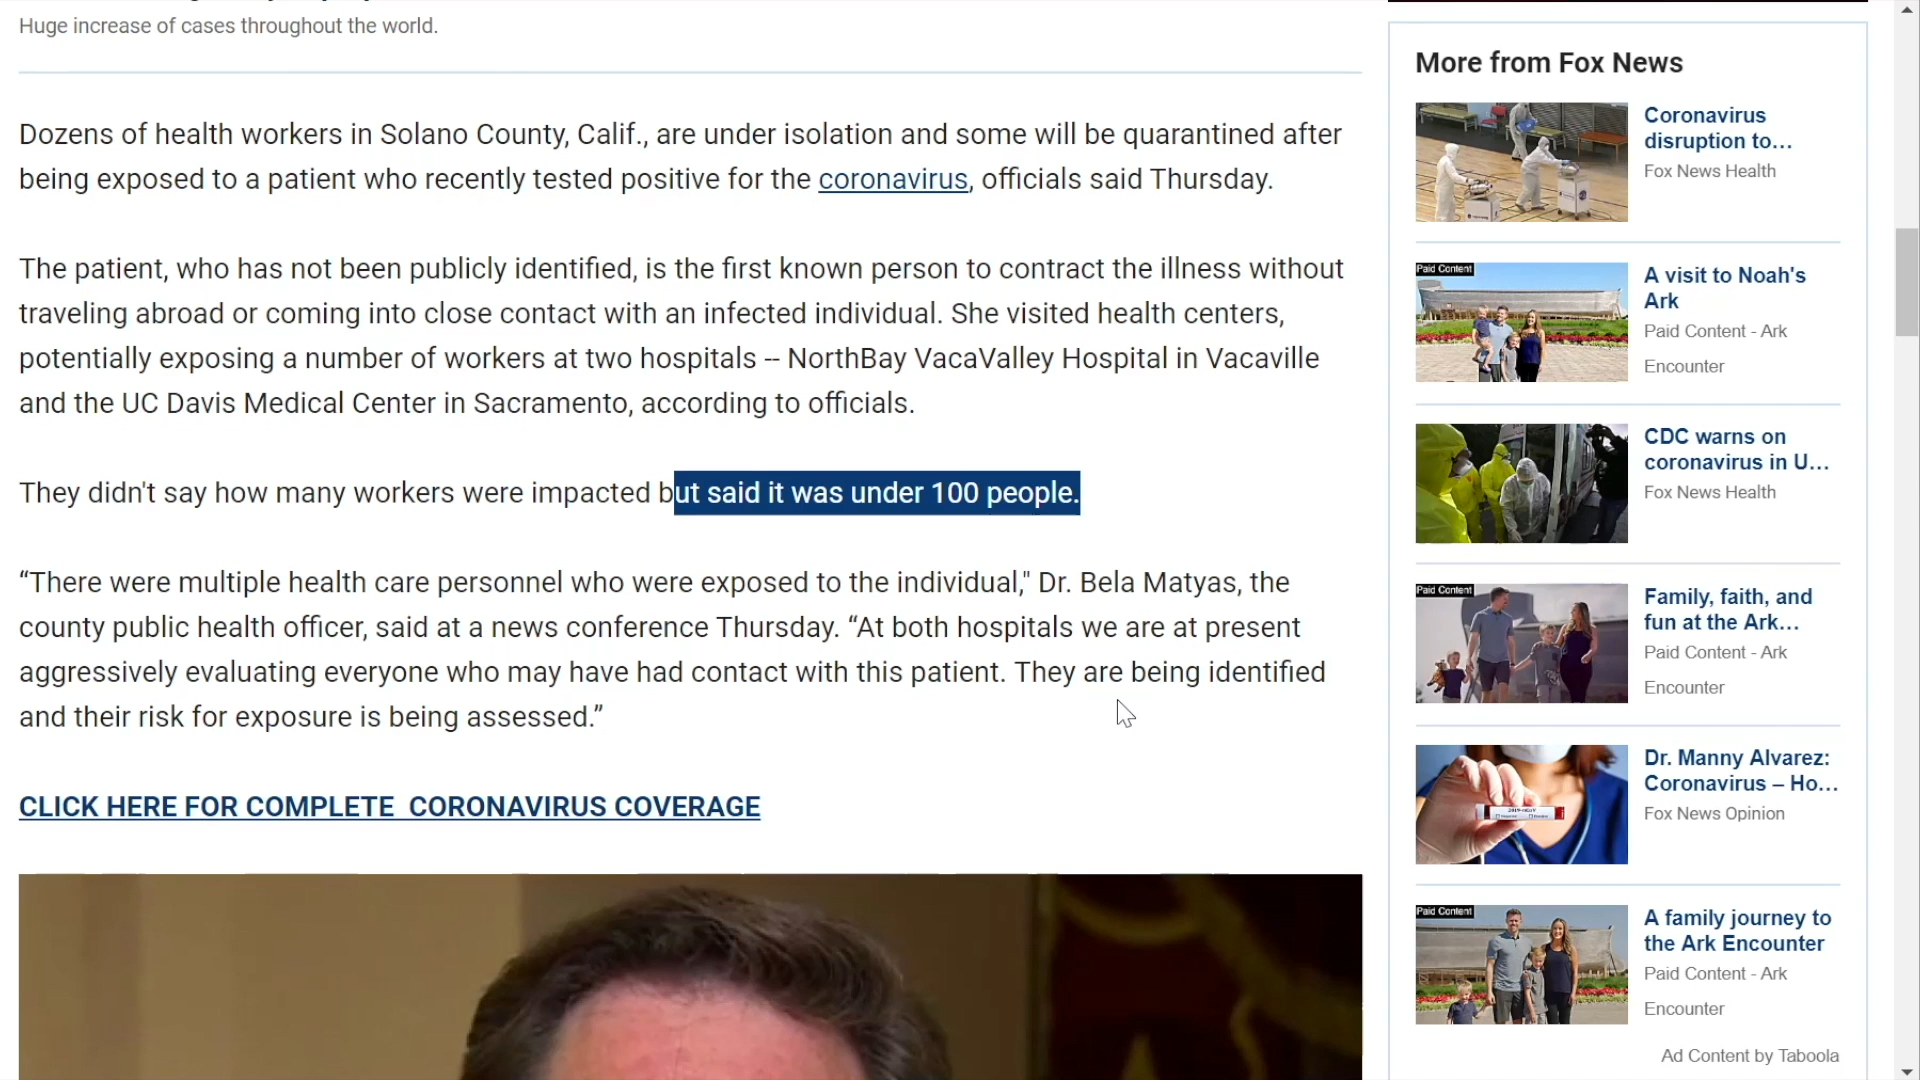 Huge increase of cases throughout the world.
Dozens of health workers in Solano County, Calif., are under isolation and some will be quarantined after
being exposed to a patient who recently tested positive for the coronavirus, officials said Thursday.
The patient, who has not been publicly identified, is the first known person to contract the illness without
traveling abroad or coming into close contact with an infected individual. She visited health centers,
potentially exposing a number of workers at two hospitals -- NorthBay VacaValley Hospital in Vacaville
and the UC Davis Medical Center in Sacramento, according to officials.
They didn't say how many workers were impacted but said it was under 100 people.
“There were multiple health care personnel who were exposed to the individual," Dr. Bela Matyas, the
county public health officer, said at a news conference Thursday. “At both hospitals we are at present
aggressively evaluating everyone who may have had contact with this patient. They are being identified
and their risk for exposure is being assessed.”
CLICK HERE FOR COMPLETE CORONAVIRUS COVERAGE
More from Fox News
Coronavirus
disruption to...
Fox News Health
Paid Content
A visit to Noah's
Ark
Paid Content - Ark
Encounter
CDC warns on
coronavirus in U...
Fox News Health
Paid Content
Family, faith, and
fun at the Ark...
Paid Content - Ark
Encounter
2019-nCoV
Dr. Manny Alvarez:
Coronavirus – Ho...
Fox News Opinion
Paid Content
A family journey to
the Ark Encounter
Paid Content - Ark
Encounter
Ad Content by Taboola